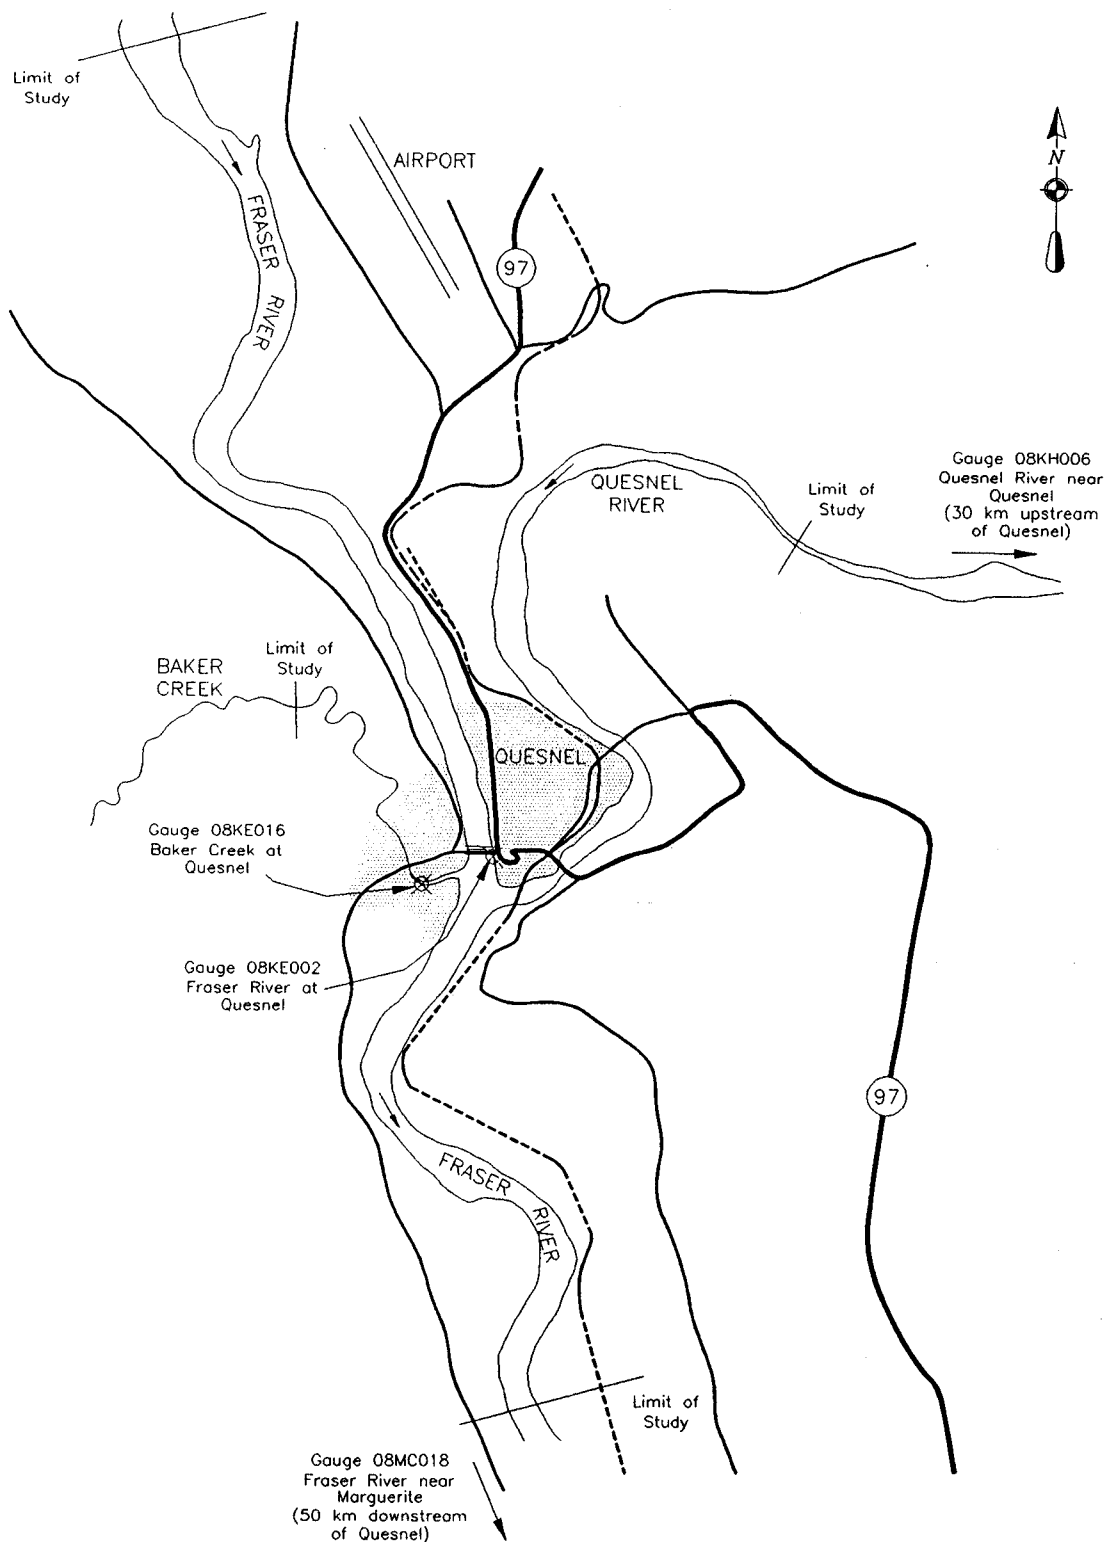 Limit of
Study
AIRPORT
N
FRASER
RIVER
97
Gauge 08KH006
Quesnel River near
Quesnel
(30 km upstream
of Quesnel)
QUESNEL
RIVER
Limit of
Study
Limit of
Study
BAKER
CREEK
QUESNEL
Gauge 08KE016
Baker Creek at
Quesnel
Gauge 08KE002
Fraser River at
Quesnel
97
FRASER
RIVER
Limit of
Study
Gauge 08MC018
Fraser River near
Marguerite
(50 km downstream
of Quesnel)